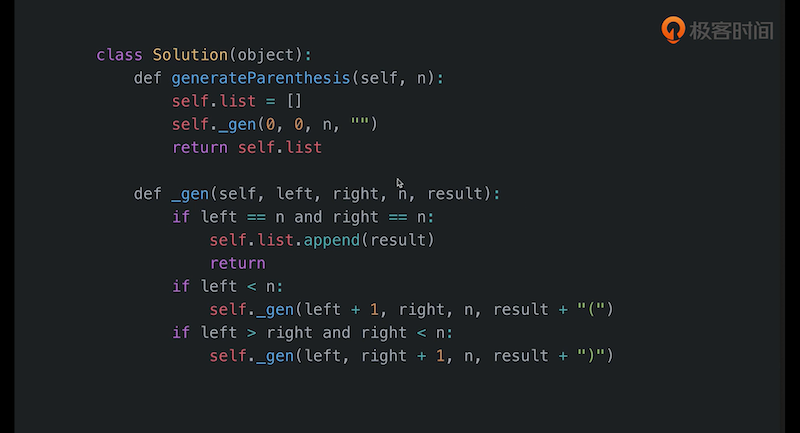 极客时间
class Solution(object):
    def generateParenthesis(self, n):
        self.list = []
        self._gen(0, 0, n, "")
        return self.list

    def _gen(self, left, right, n, result):
        if left == n and right == n:
            self.list.append(result)
            return
        if left < n:
            self._gen(left + 1, right, n, result + "(")
        if left > right and right < n:
            self._gen(left, right + 1, n, result + ")")